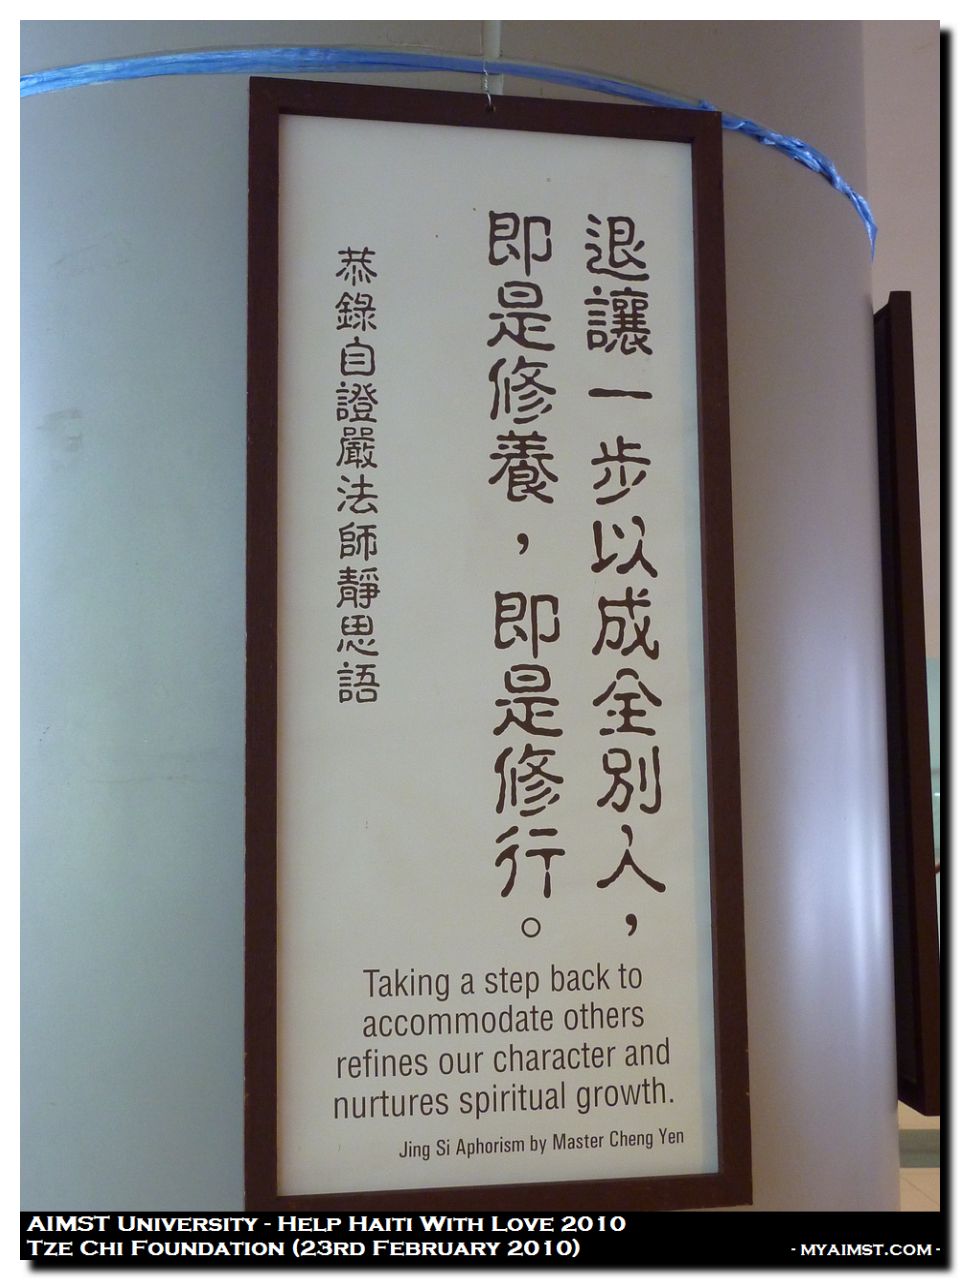 退讓一步以成全別人，
即是修養，即是修行。
恭錄自證嚴法師靜思語
Taking a step back to
accommodate others
refines our character and
nurtures spiritual growth.
Jing Si Aphorism by Master Cheng Yen
AIMST University - Help Haiti With Love 2010
Tze Chi Foundation (23rd February 2010)
- myaimst.com -